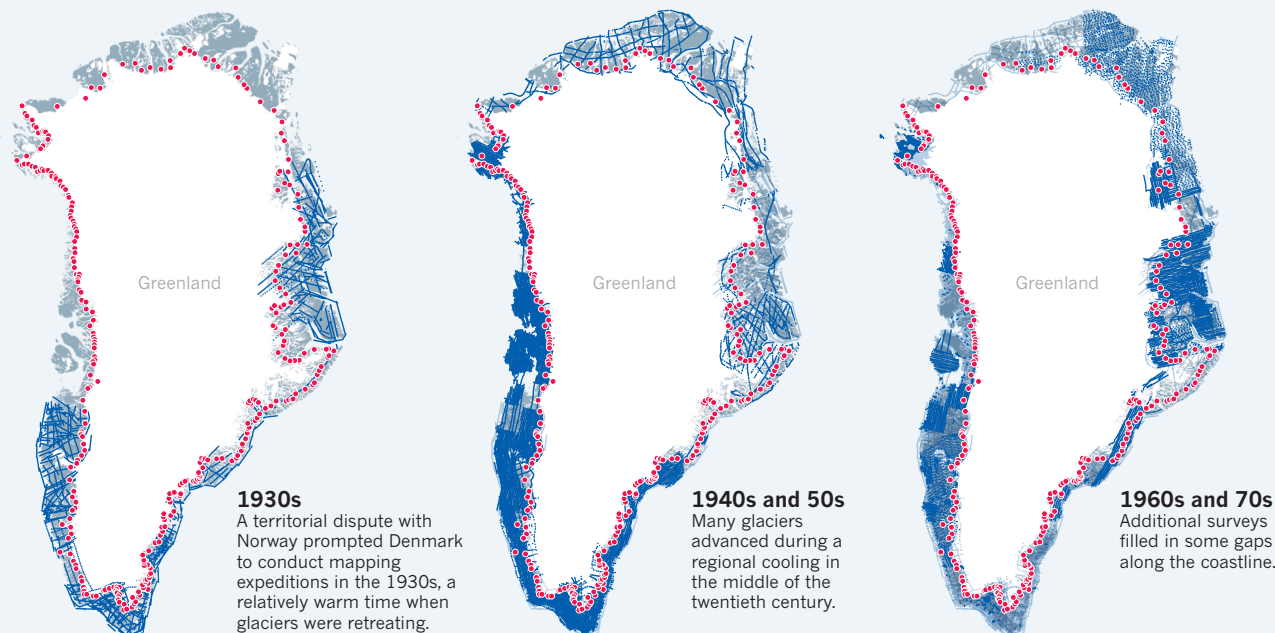 Greenland
Greenland
Greenland
1930s
A territorial dispute with
Norway prompted Denmark
to conduct mapping
expeditions in the 1930s, a
relatively warm time when
glaciers were retreating.
1940s and 50s
Many glaciers
advanced during a
regional cooling in
the middle of the
twentieth century.
1960s and 70s
Additional surveys
filled in some gaps
along the coastline.